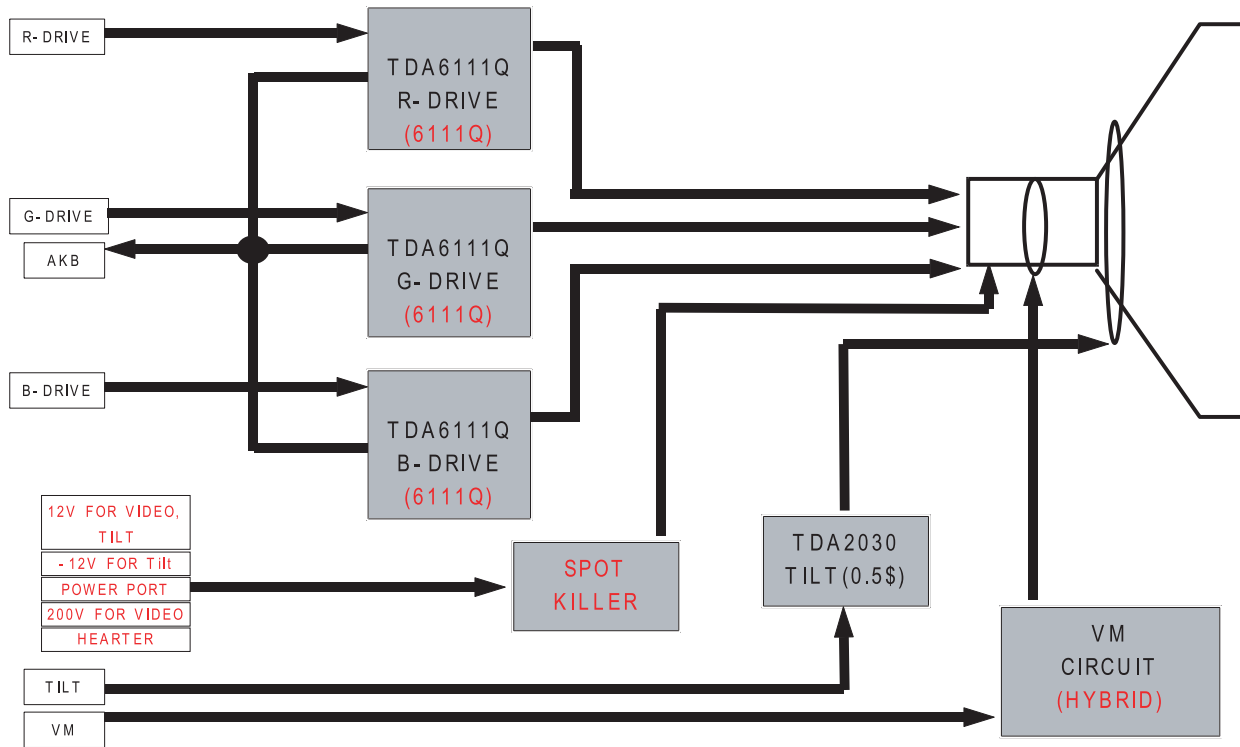 R-DRIVE
TDA6111Q
R-DRIVE
(6111Q)
G-DRIVE
AKB
TDA6111Q
G-DRIVE
(6111Q)
B-DRIVE
TDA6111Q
B-DRIVE
(6111Q)
12V FOR VIDEO,
TILT
-12V FOR Tilt
POWER PORT
200V FOR VIDEO
HEARTER
SPOT
KILLER
TDA2030
TILT(0.5$)
VM
CIRCUIT
(HYBRID)
TILT
VM